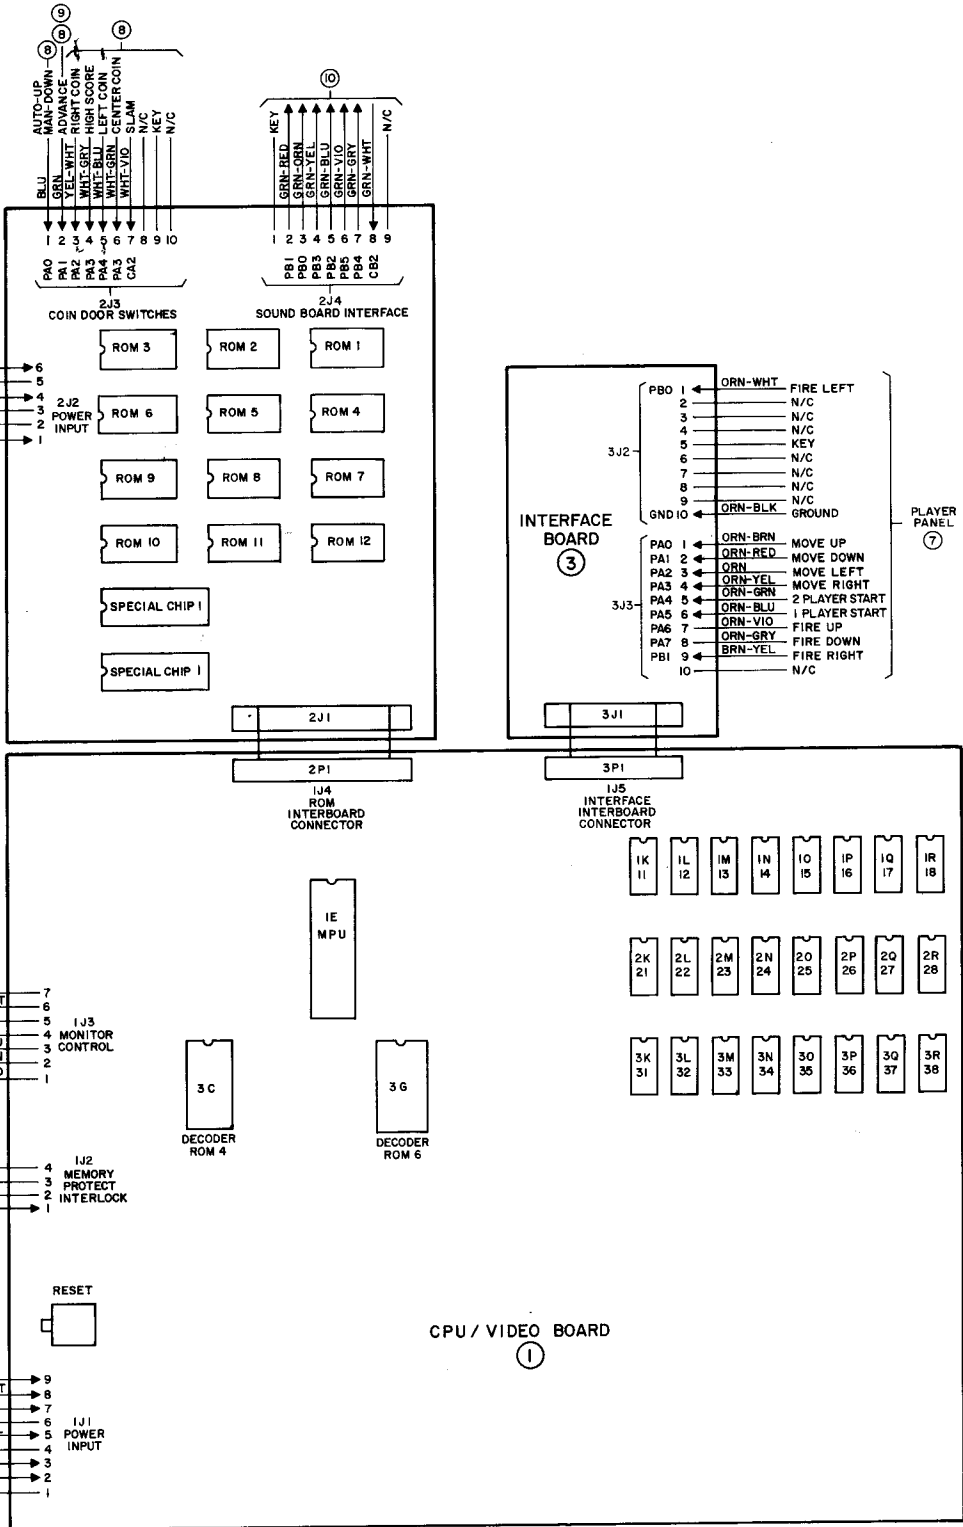 9
8
8
8
AUTO-UP
MAN-DOWN
ADVANCE
RIGHT COIN
HIGH SCORE
LEFT COIN
CENTER COIN
SLAM
N/C
KEY
N/C
BLU
GRN
YEL-WHT
WHT-GRY
WHT-BLU
WHT-GRN
WHT-VIO
1 2 3 4 5 6 7 8 9 10
PA0
PA1
PA2
PA3
PA4
PA3
CA2
2J3
COIN DOOR SWITCHES
10
KEY
GRN-RED
GRN-ORN
GRN-YEL
GRN-BLU
GRN-VIO
GRN-GRY
GRN-WHT
N/C
1 2 3 4 5 6 7 8 9
PB1
PB0
PB3
PB2
PB5
PB4
CB2
2J4
SOUND BOARD INTERFACE
ROM 3 ROM 2 ROM 1
ROM 6 ROM 5 ROM 4
ROM 9 ROM 8 ROM 7
ROM 10 ROM 11 ROM 12
SPECIAL CHIP 1
SPECIAL CHIP 1
6
5
4
3
2
1
2J2
POWER
INPUT
2J1
INTERFACE
BOARD
3
3J2
PB0 1 ORN-WHT FIRE LEFT
2 N/C
3 N/C
4 N/C
5 KEY
6 N/C
7 N/C
8 N/C
9 N/C
GND 10 ORN-BLK GROUND
3J3
PA0 1 ORN-BRN MOVE UP
PA1 2 ORN-RED MOVE DOWN
PA2 3 ORN MOVE LEFT
PA3 4 ORN-YEL MOVE RIGHT
PA4 5 ORN-GRN 2 PLAYER START
PA5 6 ORN-BLU 1 PLAYER START
PA6 7 ORN-VIO FIRE UP
PA7 8 ORN-GRY FIRE DOWN
PB1 9 BRN-YEL FIRE RIGHT
10 N/C
PLAYER
PANEL
7
3J1
2P1
1J4
ROM
INTERBOARD
CONNECTOR
3P1
1J5
INTERFACE
INTERBOARD
CONNECTOR
1K 1L 1M 1N 1O 1P 1Q 1R
11 12 13 14 15 16 17 18
2K 2L 2M 2N 2O 2P 2Q 2R
21 22 23 24 25 26 27 28
3K 3L 3M 3N 3O 3P 3Q 3R
31 32 33 34 35 36 37 38
1E
MPU
3C
DECODER
ROM 4
3G
DECODER
ROM 6
7
6
5
4
3
2
1
1J3
MONITOR
CONTROL
4
3
2
1
1J2
MEMORY
PROTECT
INTERLOCK
RESET
CPU / VIDEO BOARD
1
9
8
7
6
5
4
3
2
1
1J1
POWER
INPUT